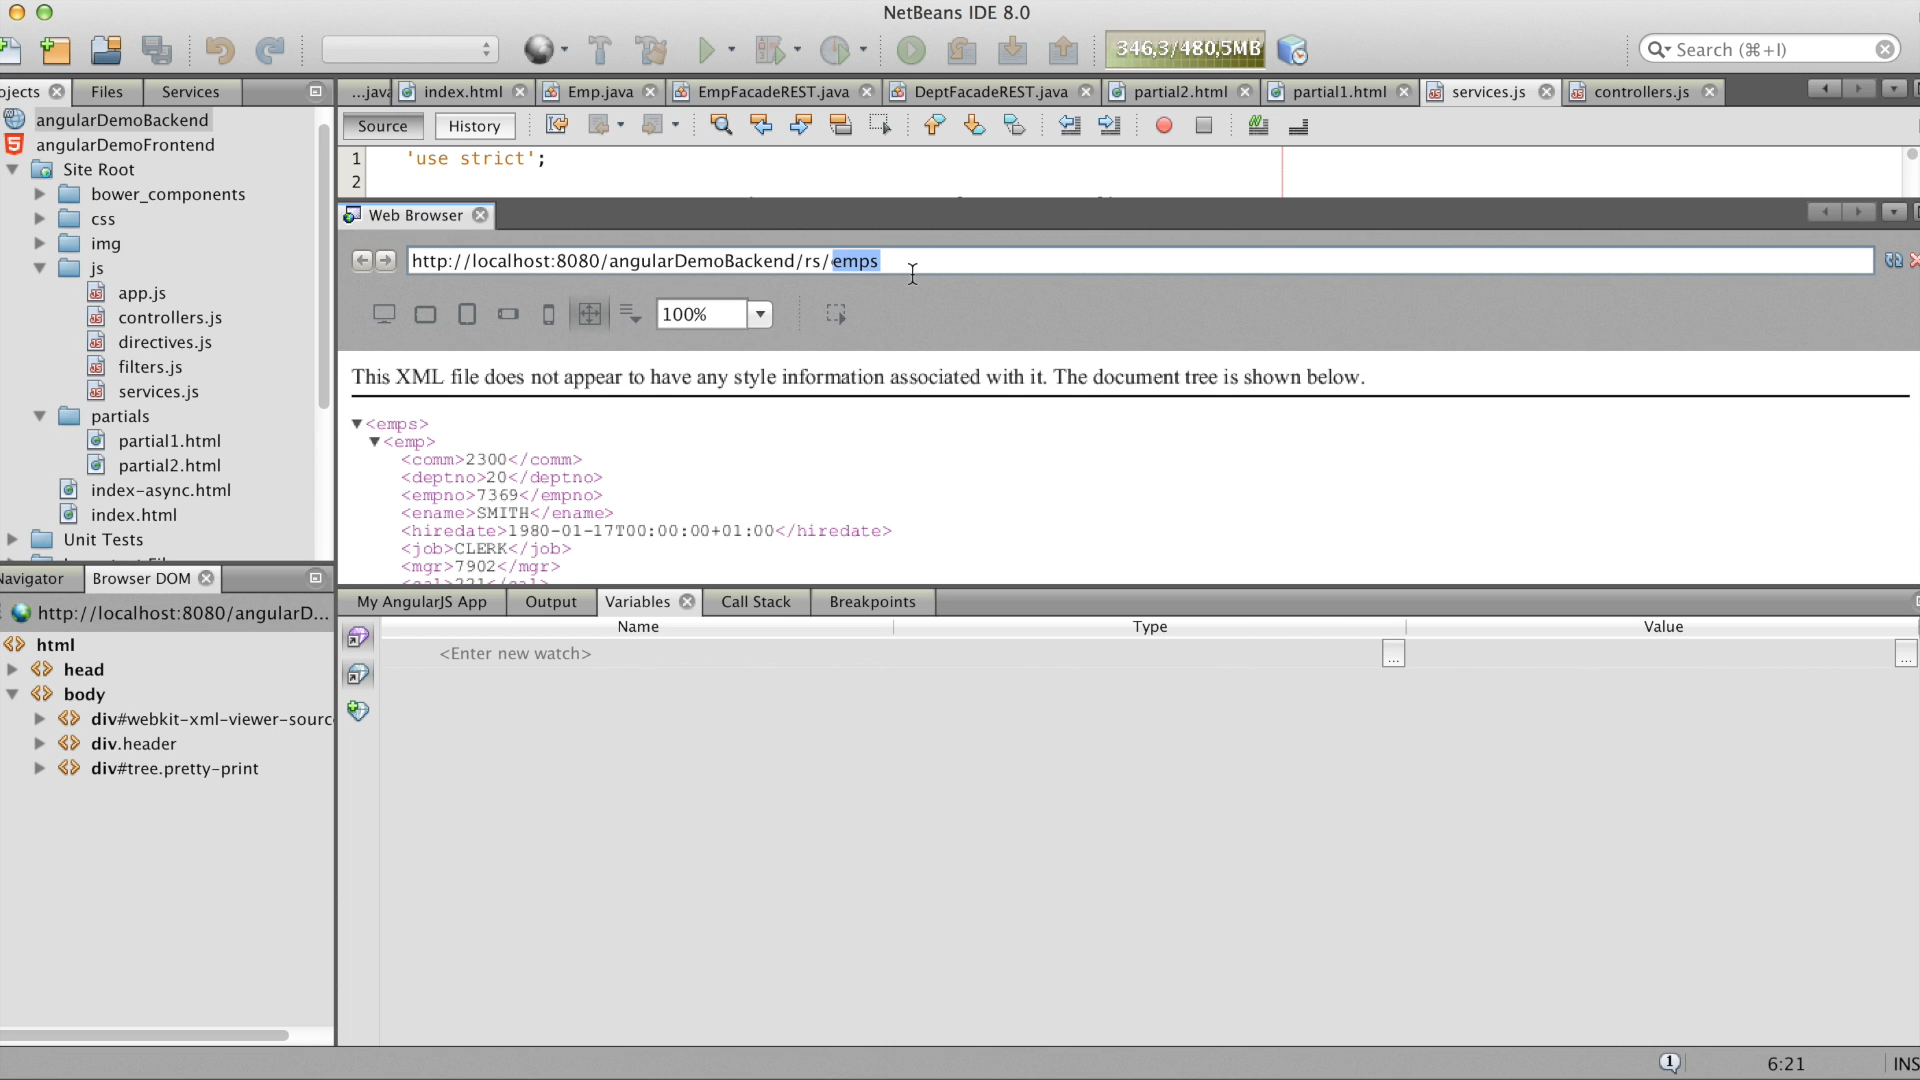 NetBeans IDE 8.0
346,3/480,5MB
Search (⌘+I)
ojects
Files
Services
...java
index.html
Emp.java
EmpFacadeREST.java
DeptFacadeREST.java
partial2.html
partial1.html
services.js
controllers.js
angularDemoBackend
angularDemoFrontend
Site Root
bower_components
css
img
js
app.js
controllers.js
directives.js
filters.js
services.js
partials
partial1.html
partial2.html
index-async.html
index.html
Unit Tests
Source
History
1 'use strict';
2
Web Browser
http://localhost:8080/angularDemoBackend/rs/emps
100%
This XML file does not appear to have any style information associated with it. The document tree is shown below.
<emps>
<emp>
<comm>2300</comm>
<deptno>20</deptno>
<empno>7369</empno>
<ename>SMITH</ename>
<hiredate>1980-01-17T00:00:00+01:00</hiredate>
<job>CLERK</job>
<mgr>7902</mgr>
Navigator
Browser DOM
http://localhost:8080/angularD...
html
head
body
div#webkit-xml-viewer-sourc
div.header
div#tree.pretty-print
My AngularJS App
Output
Variables
Call Stack
Breakpoints
Name
Type
Value
<Enter new watch>
...
...
1
6:21
INS